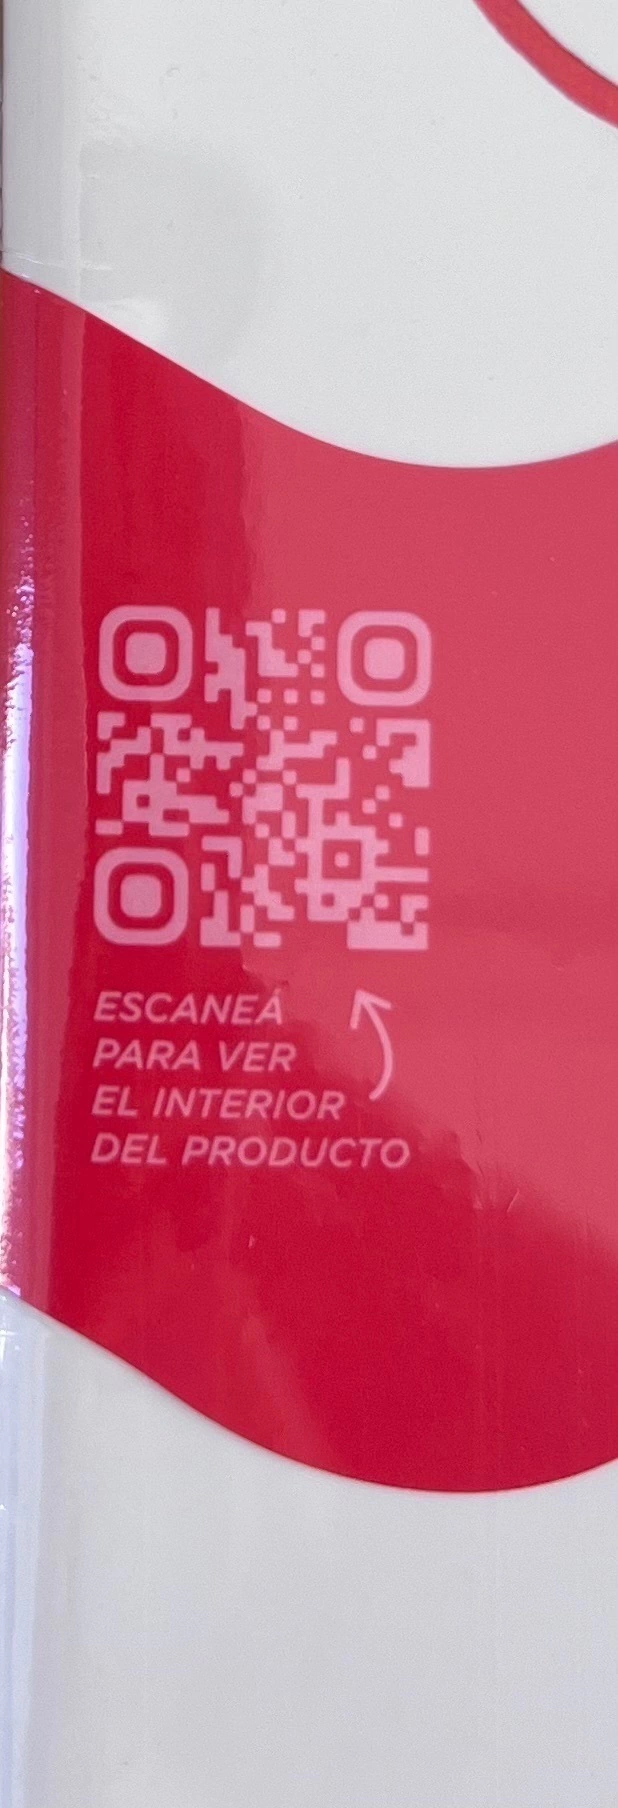 ESCANEÁ
PARA VER
EL INTERIOR
DEL PRODUCTO